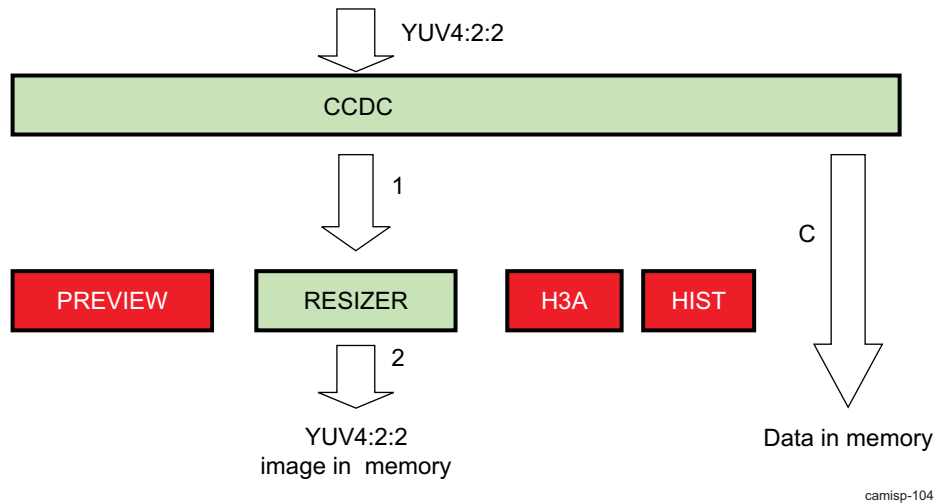 YUV4:2:2
CCDC
1
C
PREVIEW
RESIZER
H3A
HIST
2
YUV4:2:2
image in memory
Data in memory
camisp-104